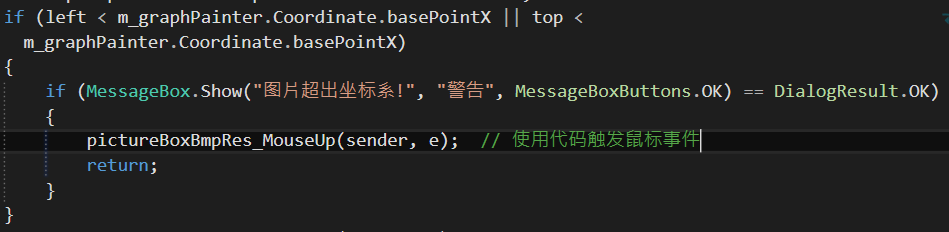 if (left < m_graphPainter.Coordinate.basePointX || top <
m_graphPainter.Coordinate.basePointX)
{
if (MessageBox.Show("图片超出坐标系!", "警告", MessageBoxButtons.OK) == DialogResult.OK)
{
pictureBoxBmpRes_MouseUp(sender, e);  // 使用代码触发鼠标事件
return;
}
}